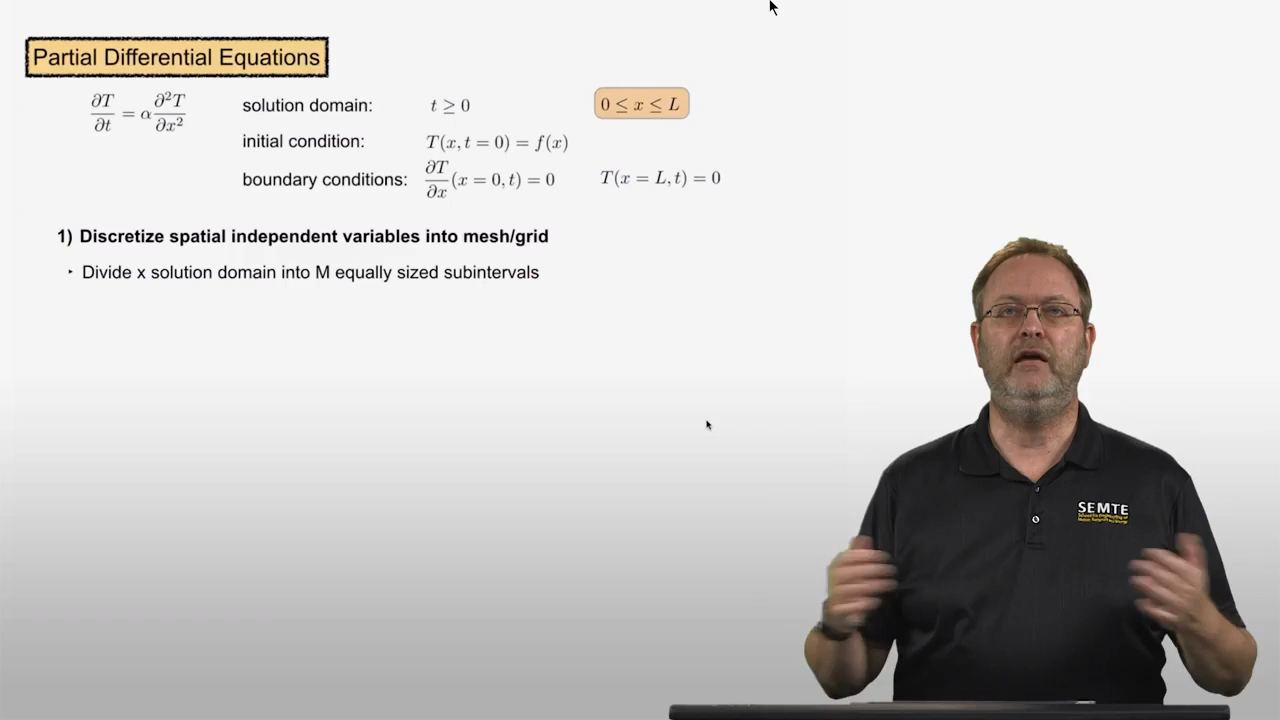 Partial Differential Equations
∂T/∂t = α ∂²T/∂x²
solution domain: t ≥ 0 0 ≤ x ≤ L
initial condition: T(x, t = 0) = f(x)
boundary conditions: ∂T/∂x (x = 0, t) = 0 T(x = L, t) = 0
1) Discretize spatial independent variables into mesh/grid
‣ Divide x solution domain into M equally sized subintervals
SEMTE